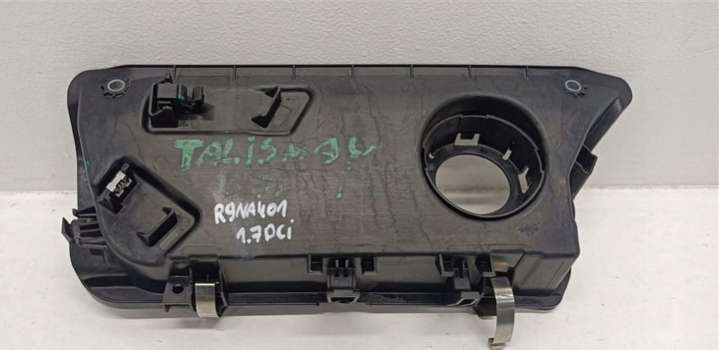 TALISMAN
R9NA401
1.7DCi